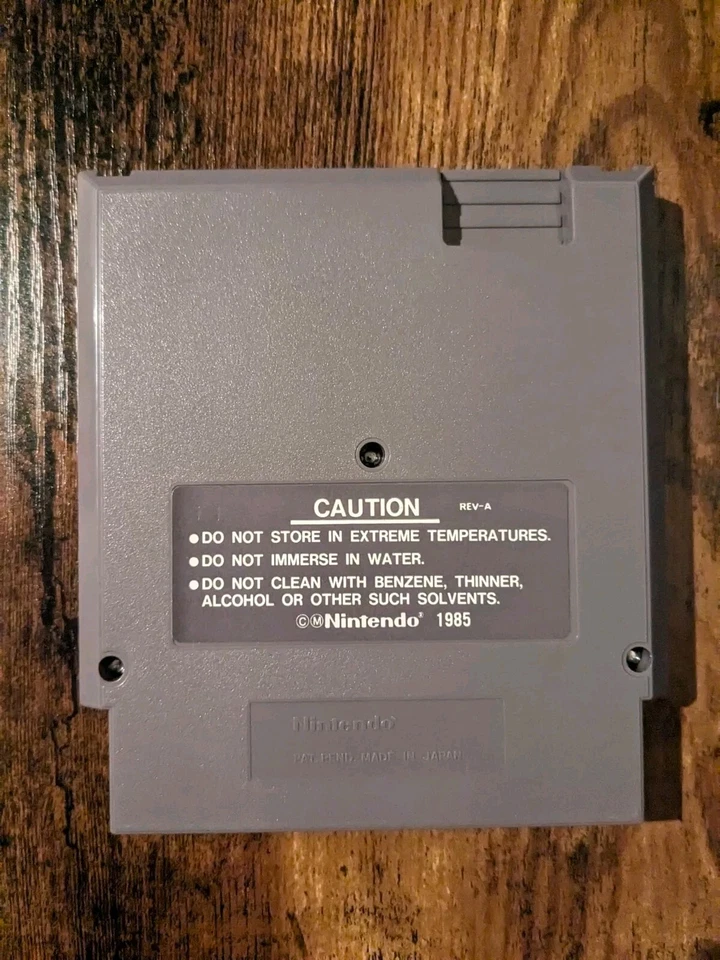 CAUTION REV-A
●DO NOT STORE IN EXTREME TEMPERATURES.
●DO NOT IMMERSE IN WATER.
●DO NOT CLEAN WITH BENZENE, THINNER,
ALCOHOL OR OTHER SUCH SOLVENTS.
©ⓂNintendo® 1985
Nintendo®
PAT. PEND. MADE IN JAPAN